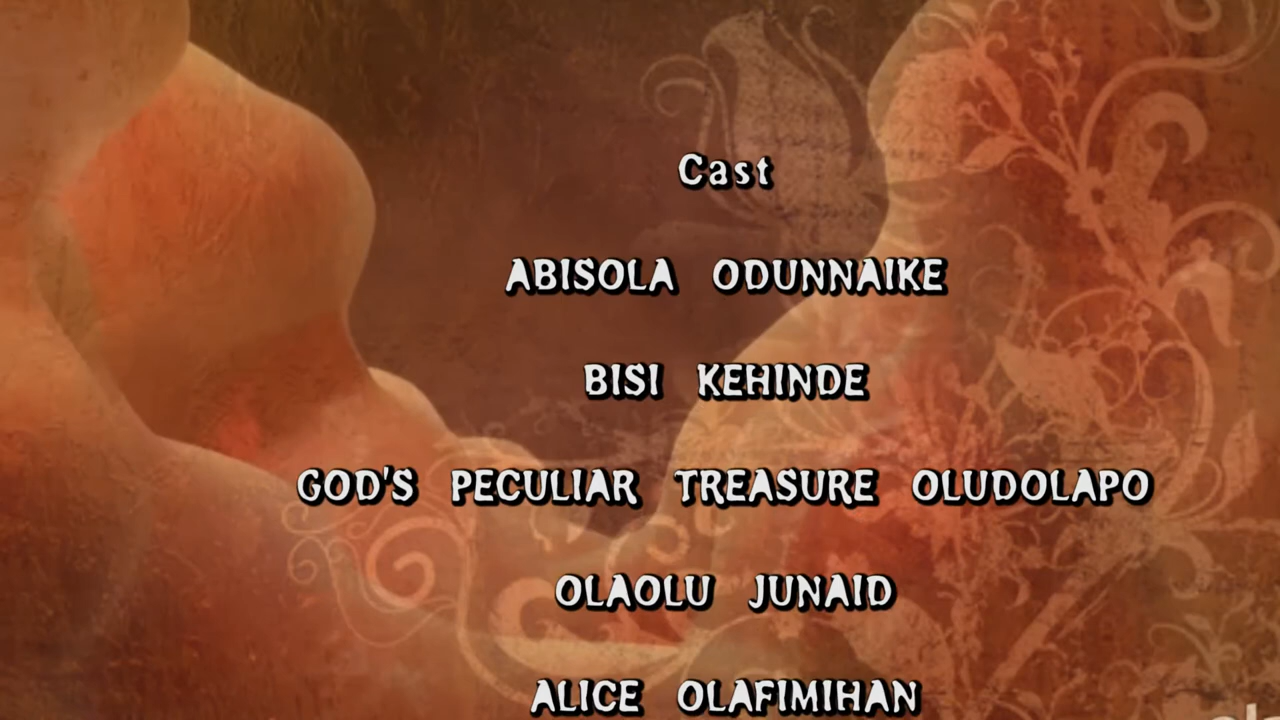 Cast
ABISOLA ODUNNAIKE
BISI KEHINDE
GOD'S PECULIAR TREASURE OLUDOLAPO
OLAOLU JUNAID
ALICE OLAFIMIHAN